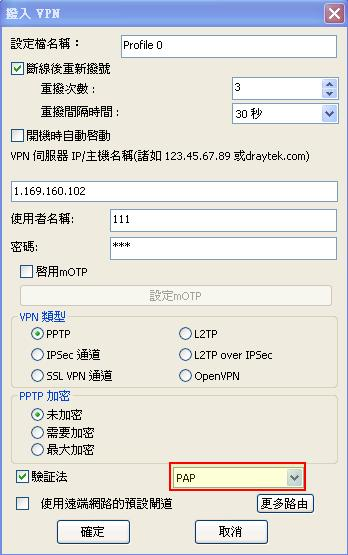 撥入 VPN
設定檔名稱：
Profile 0
斷線後重新撥號
重撥次數：
3
重撥間隔時間：
30 秒
開機時自動啓動
VPN 伺服器 IP/主機名稱(諸如 123.45.67.89 或draytek.com)
1.169.160.102
使用者名稱:
111
密碼:
***
啓用mOTP
設定mOTP
VPN 類型
PPTP
L2TP
IPSec 通道
L2TP over IPSec
SSL VPN 通道
OpenVPN
PPTP 加密
未加密
需要加密
最大加密
驗証法
PAP
使用遠端網路的預設閘道
更多路由
確定
取消